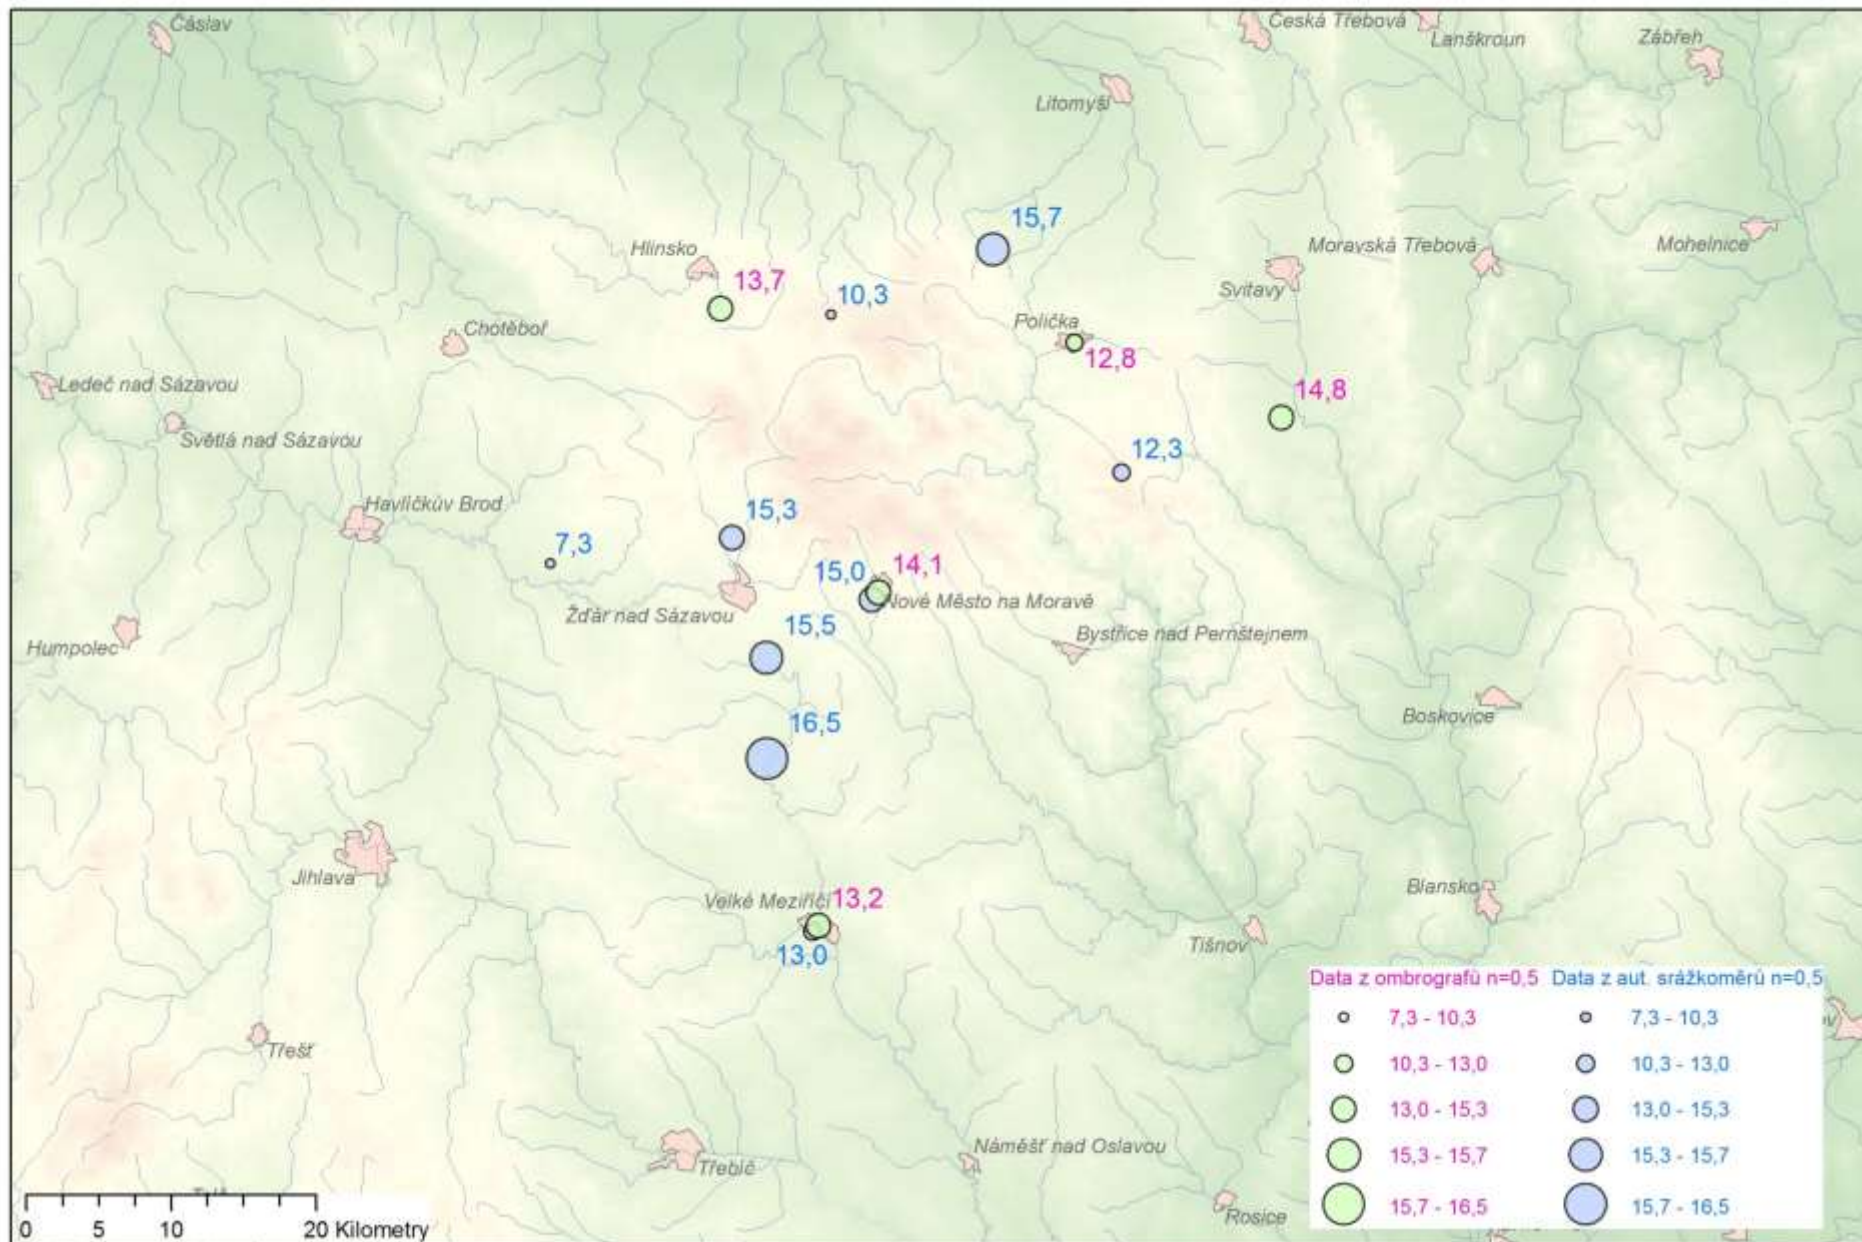 Čáslav
Česká Třebová
Lanškroun
Zábřeh
Litomyšl
15,7
Hlinsko
Moravská Třebová
Mohelnice
13,7
10,3
Svitavy
Polička
Chotěboř
12,8
Ledeč nad Sázavou
14,8
Světlá nad Sázavou
12,3
Havlíčkův Brod
15,3
7,3
15,0
14,1
Nové Město na Moravě
Žďár nad Sázavou
15,5
Bystřice nad Pernštejnem
Humpolec
16,5
Boskovice
Jihlava
Blansko
Velké Meziříčí
13,2
13,0
Tišnov
Třešť
Náměšť nad Oslavou
Třebíč
Rosice
Data z ombrografů n=0,5 Data z aut. srážkoměrů n=0,5
7,3 - 10,3 7,3 - 10,3
10,3 - 13,0 10,3 - 13,0
13,0 - 15,3 13,0 - 15,3
15,3 - 15,7 15,3 - 15,7
15,7 - 16,5 15,7 - 16,5
0 5 10 20 Kilometry